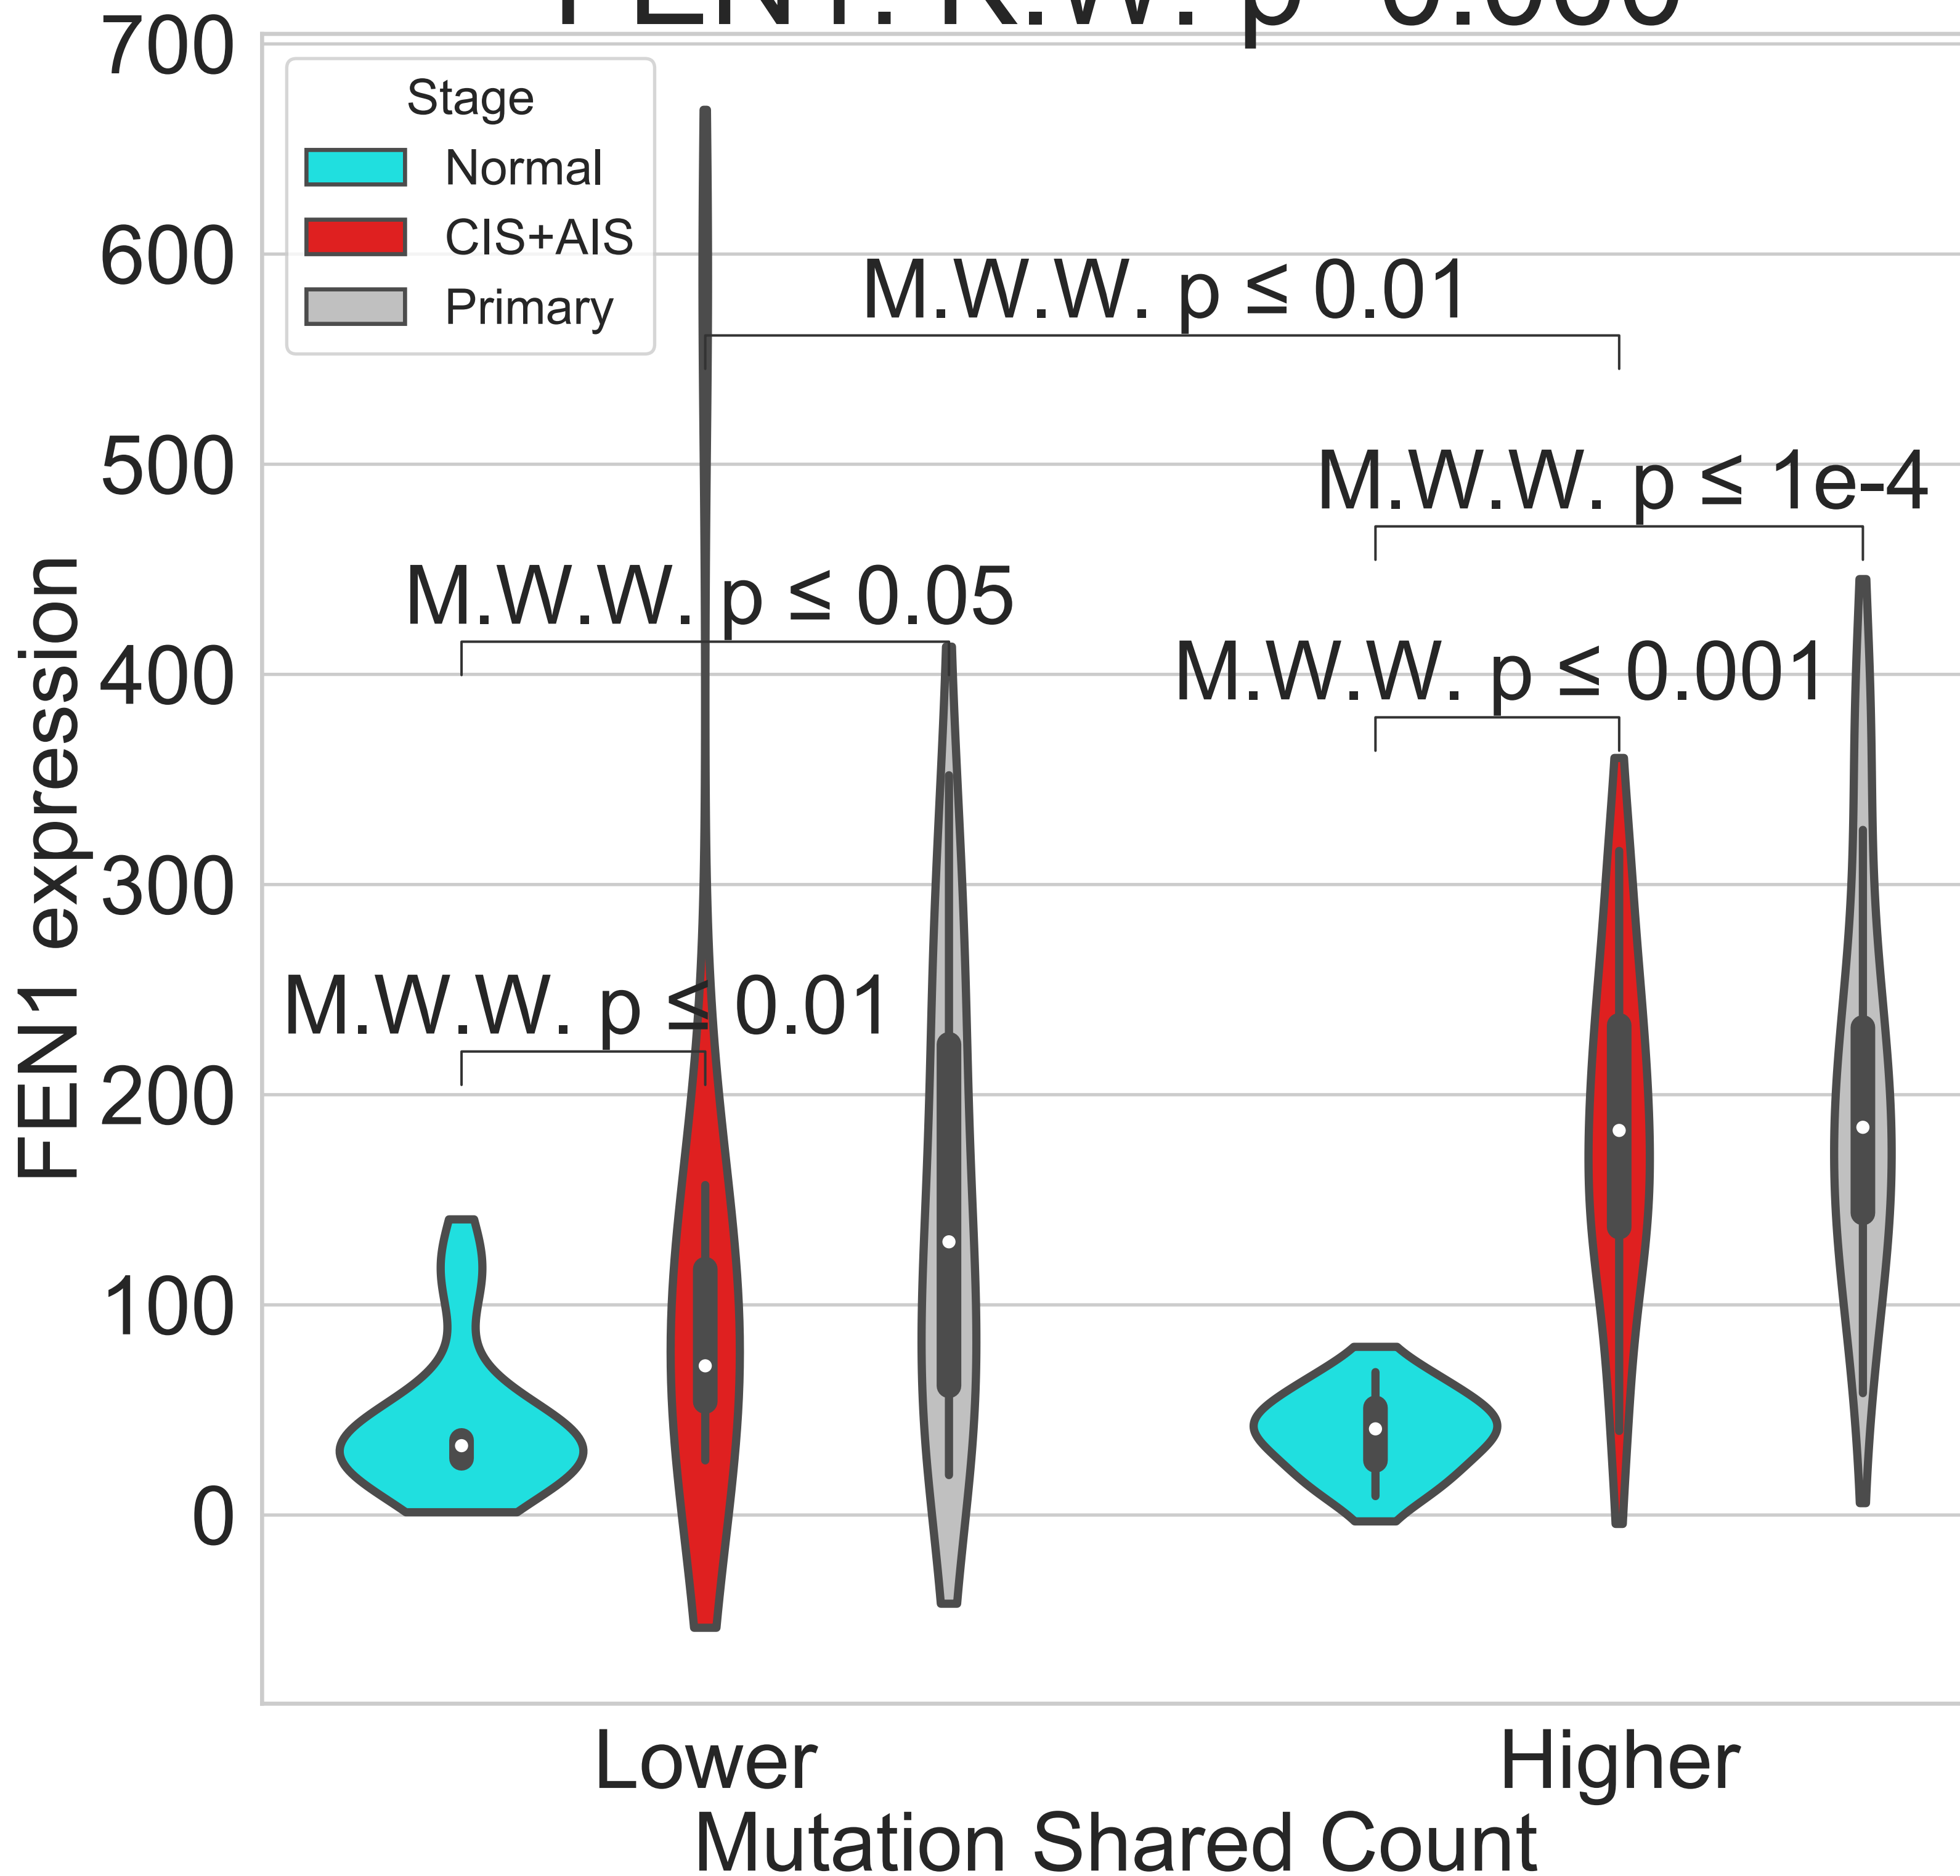 700
600
500
400
300
200
100
0
FEN1 expression
Stage
Normal
CIS+AIS
Primary
M.W.W. p ≤ 0.01
M.W.W. p ≤ 1e-4
M.W.W. p ≤ 0.05
M.W.W. p ≤ 0.001
M.W.W. p ≤ 0.01
Lower
Higher
Mutation Shared Count